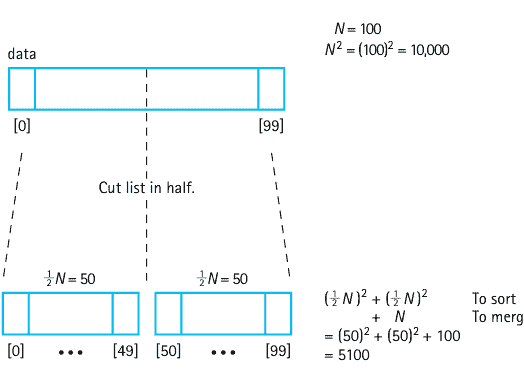 N = 100
N² = (100)² = 10,000
data
[0] [99]
Cut list in half.
½N = 50 ½N = 50
(½N)² + (½N)² To sort
+ N To merg
= (50)² + (50)² + 100
= 5100
[0] ••• [49] [50] ••• [99]